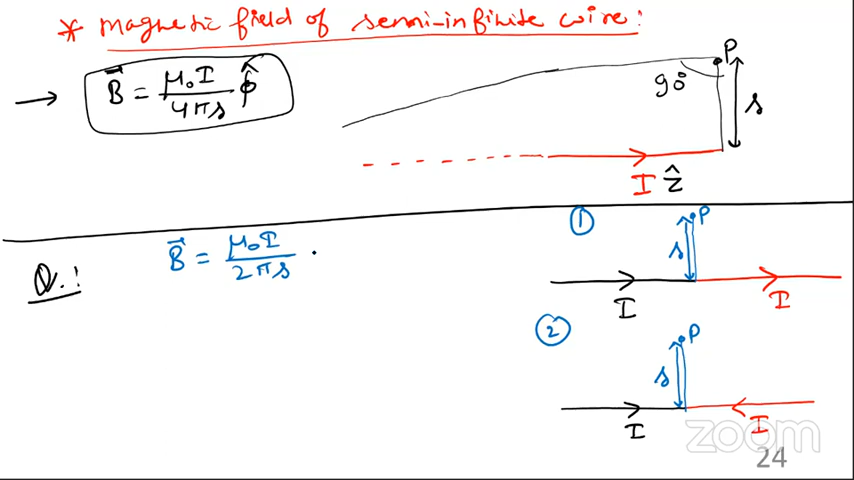 * magnetic field of semi-infinite wire:
→ B⃗ = μ₀I/4πs φ̂
P
90°
s
I ẑ
Q.:
B⃗ = μ₀I/2πs .
①
P
s
I
I
②
P
s
I
I
zoom
24